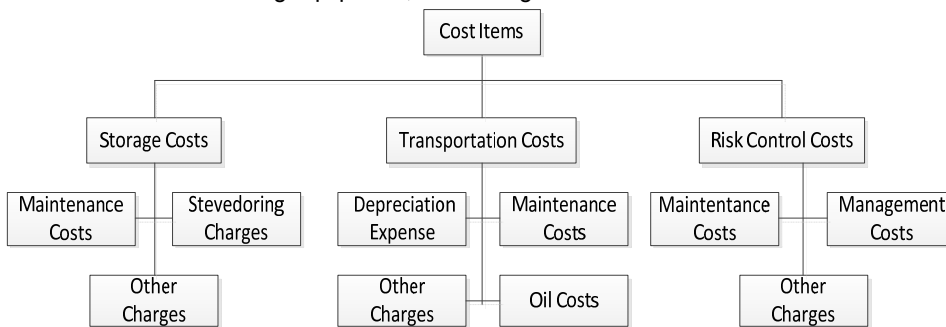 Cost Items
Storage Costs
Transportation Costs
Risk Control Costs
Maintenance
Costs
Stevedoring
Charges
Depreciation
Expense
Maintenance
Costs
Maintentance
Costs
Management
Costs
Other
Charges
Other
Charges
Oil Costs
Other
Charges